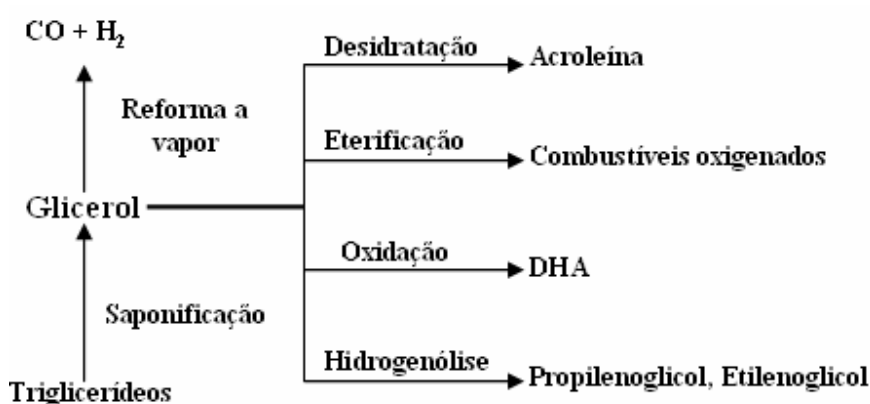 CO + H₂
Reforma a
vapor
Glicerol
Saponificação
Triglicerídeos
Desidratação
Acroleína
Eterificação
Combustíveis oxigenados
Oxidação
DHA
Hidrogenólise
Propilenoglicol, Etilenoglicol